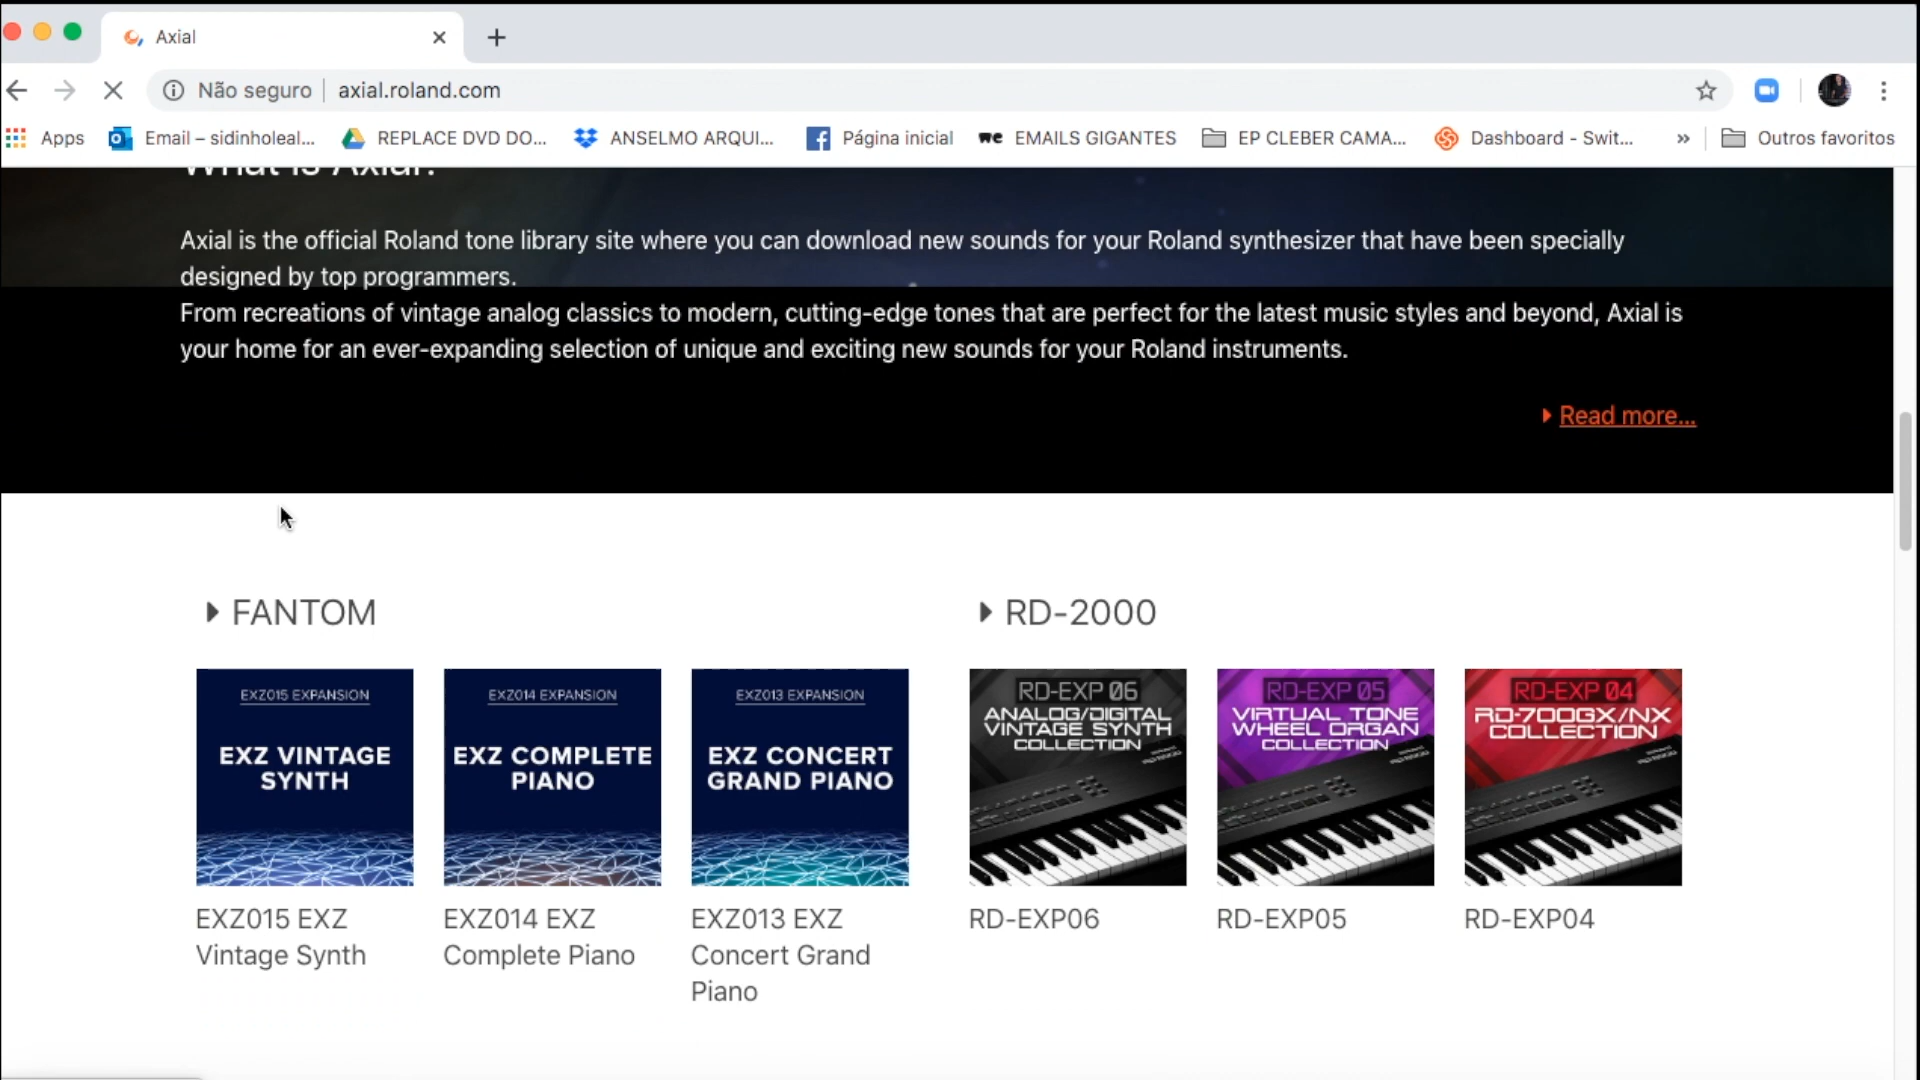 Axial
Não seguro
axial.roland.com
Apps
Email – sidinholeal...
REPLACE DVD DO...
ANSELMO ARQUI...
Página inicial
EMAILS GIGANTES
EP CLEBER CAMA...
Dashboard - Swit...
Outros favoritos
What is Axial?
Axial is the official Roland tone library site where you can download new sounds for your Roland synthesizer that have been specially
designed by top programmers.
From recreations of vintage analog classics to modern, cutting-edge tones that are perfect for the latest music styles and beyond, Axial is
your home for an ever-expanding selection of unique and exciting new sounds for your Roland instruments.
Read more...
FANTOM
EXZ015 EXPANSION
EXZ VINTAGE
SYNTH
EXZ015 EXZ
Vintage Synth
EXZ014 EXPANSION
EXZ COMPLETE
PIANO
EXZ014 EXZ
Complete Piano
EXZ013 EXPANSION
EXZ CONCERT
GRAND PIANO
EXZ013 EXZ
Concert Grand
Piano
RD-2000
RD-EXP 06
ANALOG/DIGITAL
VINTAGE SYNTH
COLLECTION
RD-EXP06
RD-EXP 05
VIRTUAL TONE
WHEEL ORGAN
COLLECTION
RD-EXP05
RD-EXP 04
RD-700GX/NX
COLLECTION
RD-EXP04